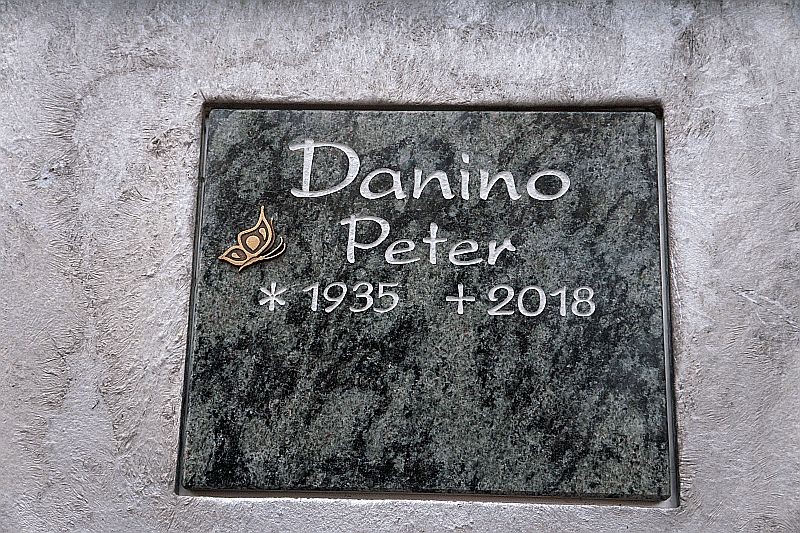 Danino
Peter
* 1935 +2018